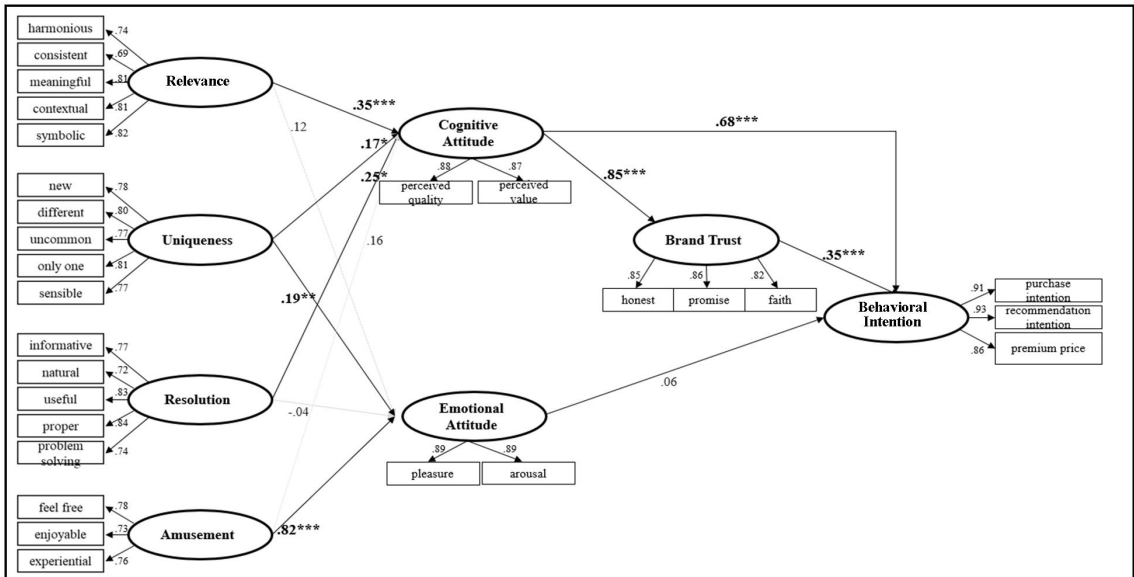 harmonious
.74
consistent
.69
meaningful
.81
contextual
.81
symbolic
.82
Relevance
new
.78
different
.80
uncommon
.77
only one
.81
sensible
.77
Uniqueness
informative
.77
natural
.72
useful
.83
proper
.84
problem
solving
.74
Resolution
feel free
.78
enjoyable
.73
experiential
.76
Amusement
.35***
.12
.17*
.25*
.16
.19**
-.04
.82***
Cognitive
Attitude
.88
.87
perceived
quality
perceived
value
Emotional
Attitude
.89
.89
pleasure
arousal
.68***
.85***
Brand Trust
.85
.86
.82
honest
promise
faith
.35***
.06
Behavioral
Intention
.91
purchase
intention
.93
recommendation
intention
.86
premium price